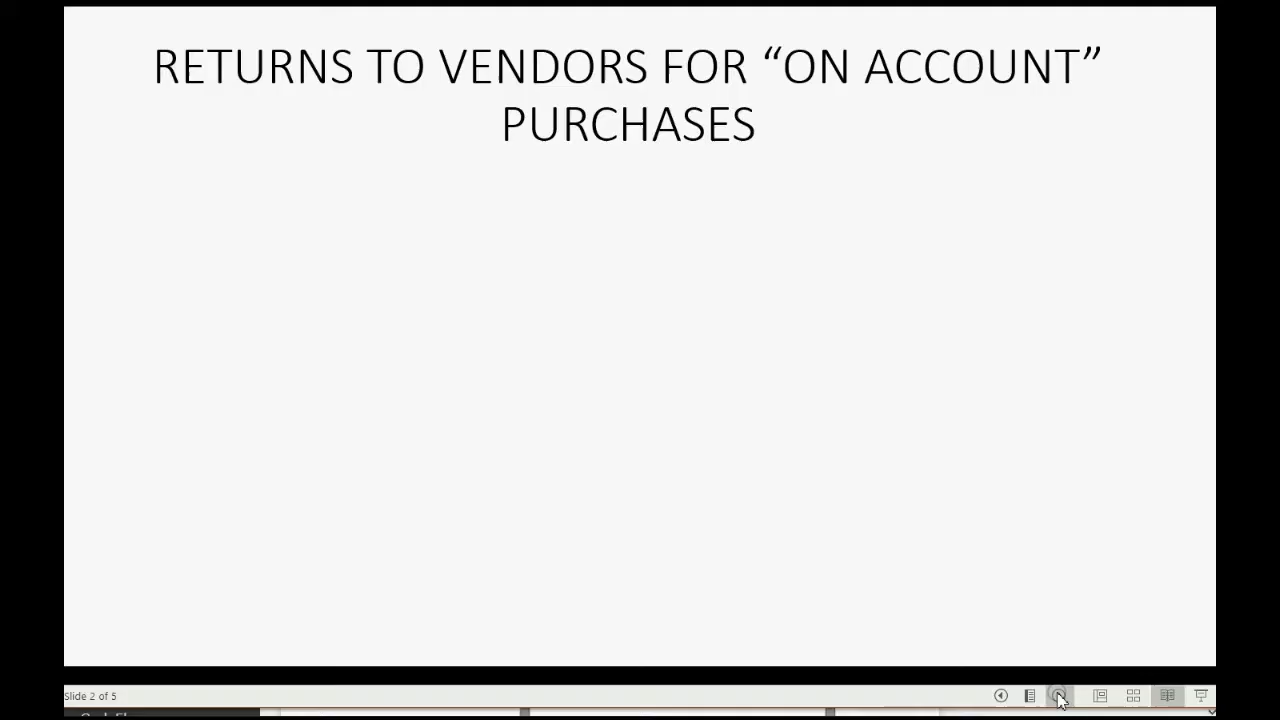 RETURNS TO VENDORS FOR “ON ACCOUNT”
PURCHASES
Slide 2 of 5